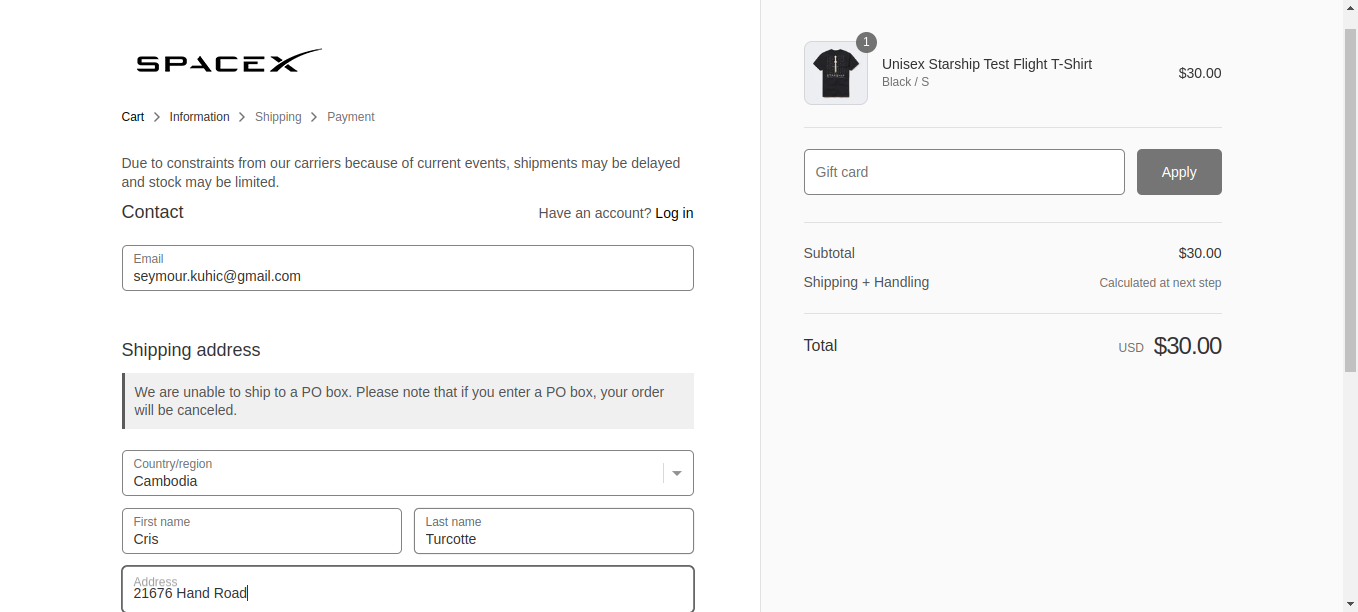 SPACEX
Cart > Information > Shipping > Payment
Due to constraints from our carriers because of current events, shipments may be delayed
and stock may be limited.
Contact
Have an account? Log in
Email
seymour.kuhic@gmail.com
Shipping address
We are unable to ship to a PO box. Please note that if you enter a PO box, your order
will be canceled.
Country/region
Cambodia
First name
Cris
Last name
Turcotte
Address
21676 Hand Road
1
Unisex Starship Test Flight T-Shirt
Black / S
$30.00
Gift card
Apply
Subtotal
$30.00
Shipping + Handling
Calculated at next step
Total
USD $30.00